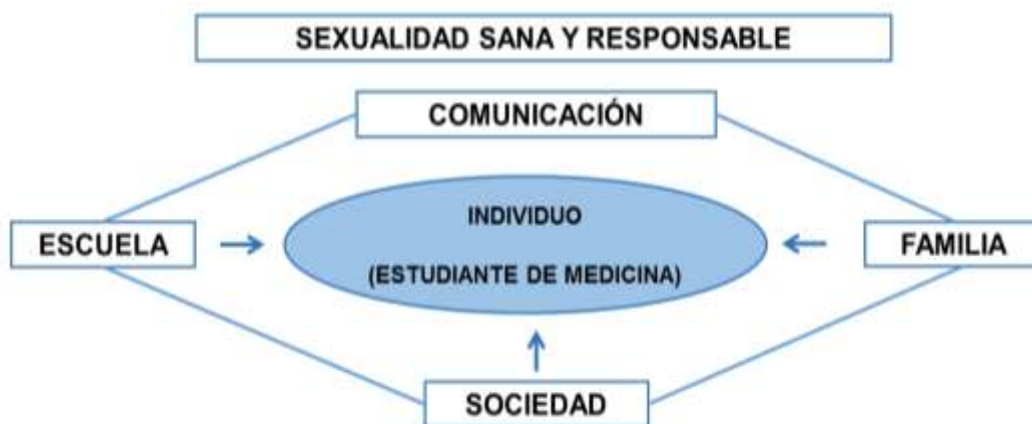 SEXUALIDAD SANA Y RESPONSABLE
COMUNICACIÓN
INDIVIDUO
ESCUELA
FAMILIA
(ESTUDIANTE DE MEDICINA)
SOCIEDAD